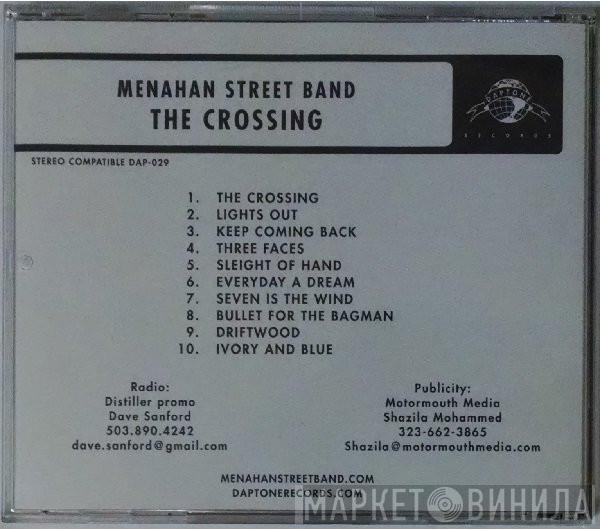 MENAHAN STREET BAND
THE CROSSING
DAPTONE
RECORDS
STEREO COMPATIBLE DAP-029
1. THE CROSSING
2. LIGHTS OUT
3. KEEP COMING BACK
4. THREE FACES
5. SLEIGHT OF HAND
6. EVERYDAY A DREAM
7. SEVEN IS THE WIND
8. BULLET FOR THE BAGMAN
9. DRIFTWOOD
10. IVORY AND BLUE
Radio:
Distiller promo
Dave Sanford
503.890.4242
dave.sanford@gmail.com
Publicity:
Motormouth Media
Shazila Mohammed
323-662-3865
Shazila@motormouthmedia.com
MENAHANSTREETBAND.COM
DAPTONERECORDS.COM
МАРКЕТ ВИНИЛА